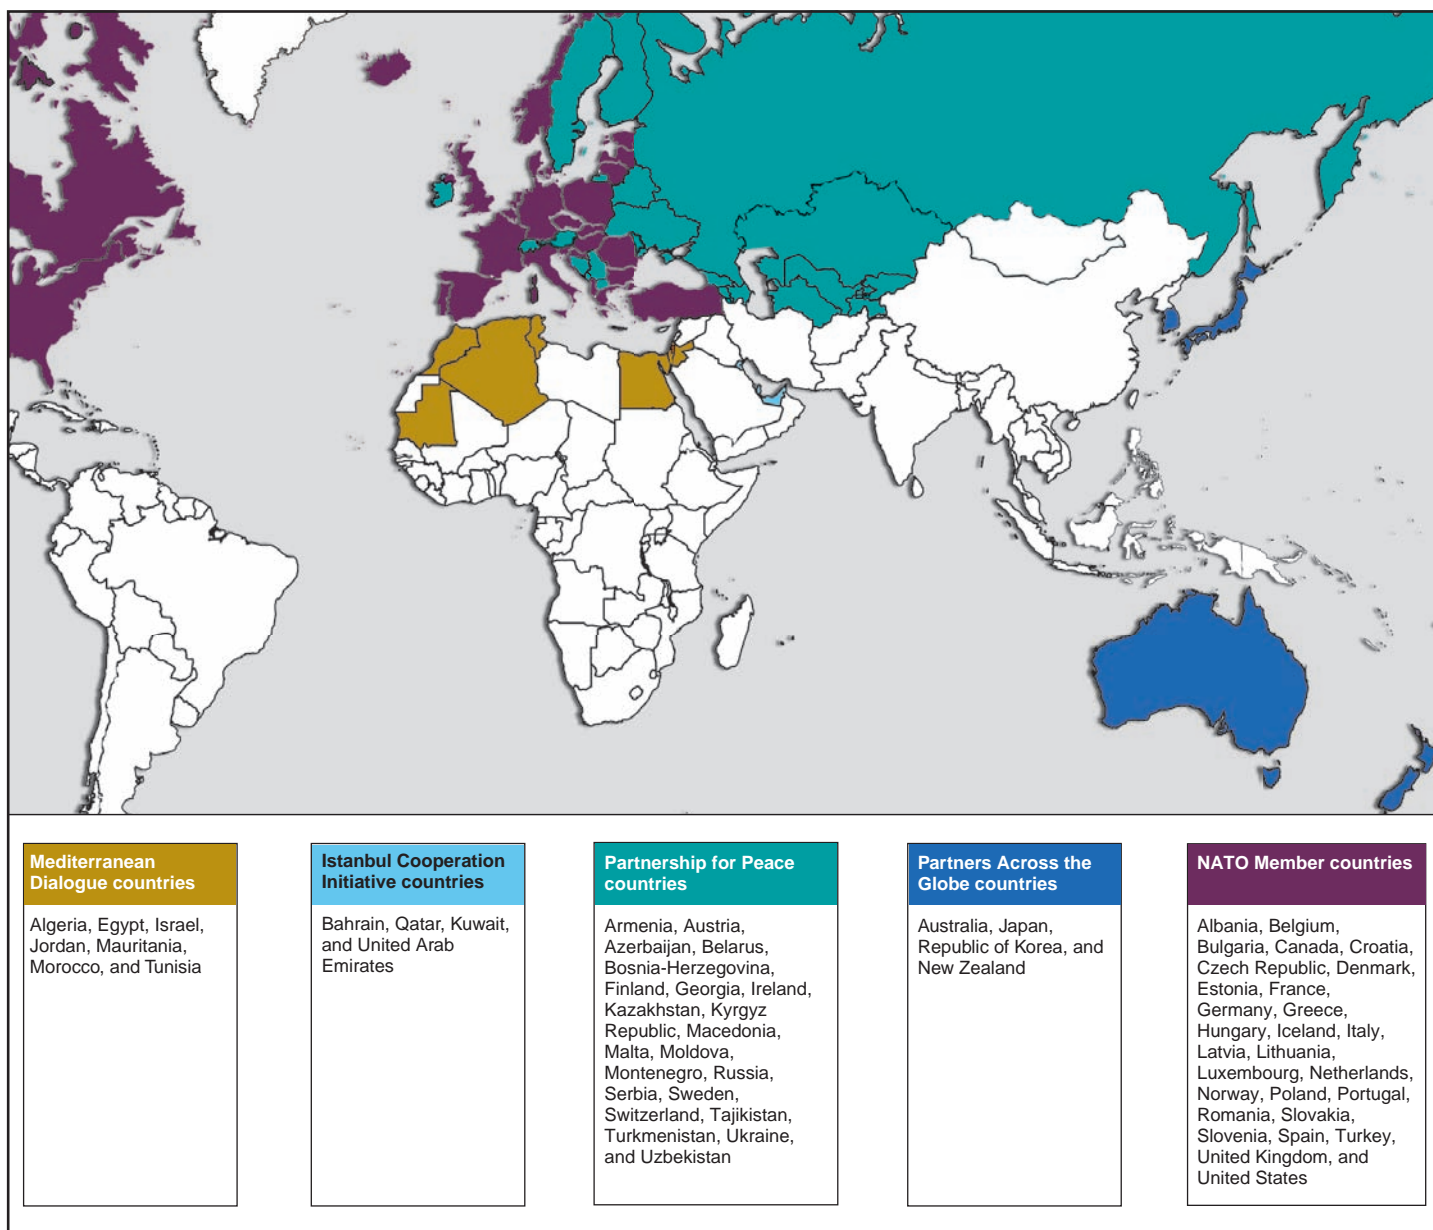 Mediterranean
Dialogue countries
Algeria, Egypt, Israel,
Jordan, Mauritania,
Morocco, and Tunisia
Istanbul Cooperation
Initiative countries
Bahrain, Qatar, Kuwait,
and United Arab
Emirates
Partnership for Peace
countries
Armenia, Austria,
Azerbaijan, Belarus,
Bosnia-Herzegovina,
Finland, Georgia, Ireland,
Kazakhstan, Kyrgyz
Republic, Macedonia,
Malta, Moldova,
Montenegro, Russia,
Serbia, Sweden,
Switzerland, Tajikistan,
Turkmenistan, Ukraine,
and Uzbekistan
Partners Across the
Globe countries
Australia, Japan,
Republic of Korea, and
New Zealand
NATO Member countries
Albania, Belgium,
Bulgaria, Canada, Croatia,
Czech Republic, Denmark,
Estonia, France,
Germany, Greece,
Hungary, Iceland, Italy,
Latvia, Lithuania,
Luxembourg, Netherlands,
Norway, Poland, Portugal,
Romania, Slovakia,
Slovenia, Spain, Turkey,
United Kingdom, and
United States